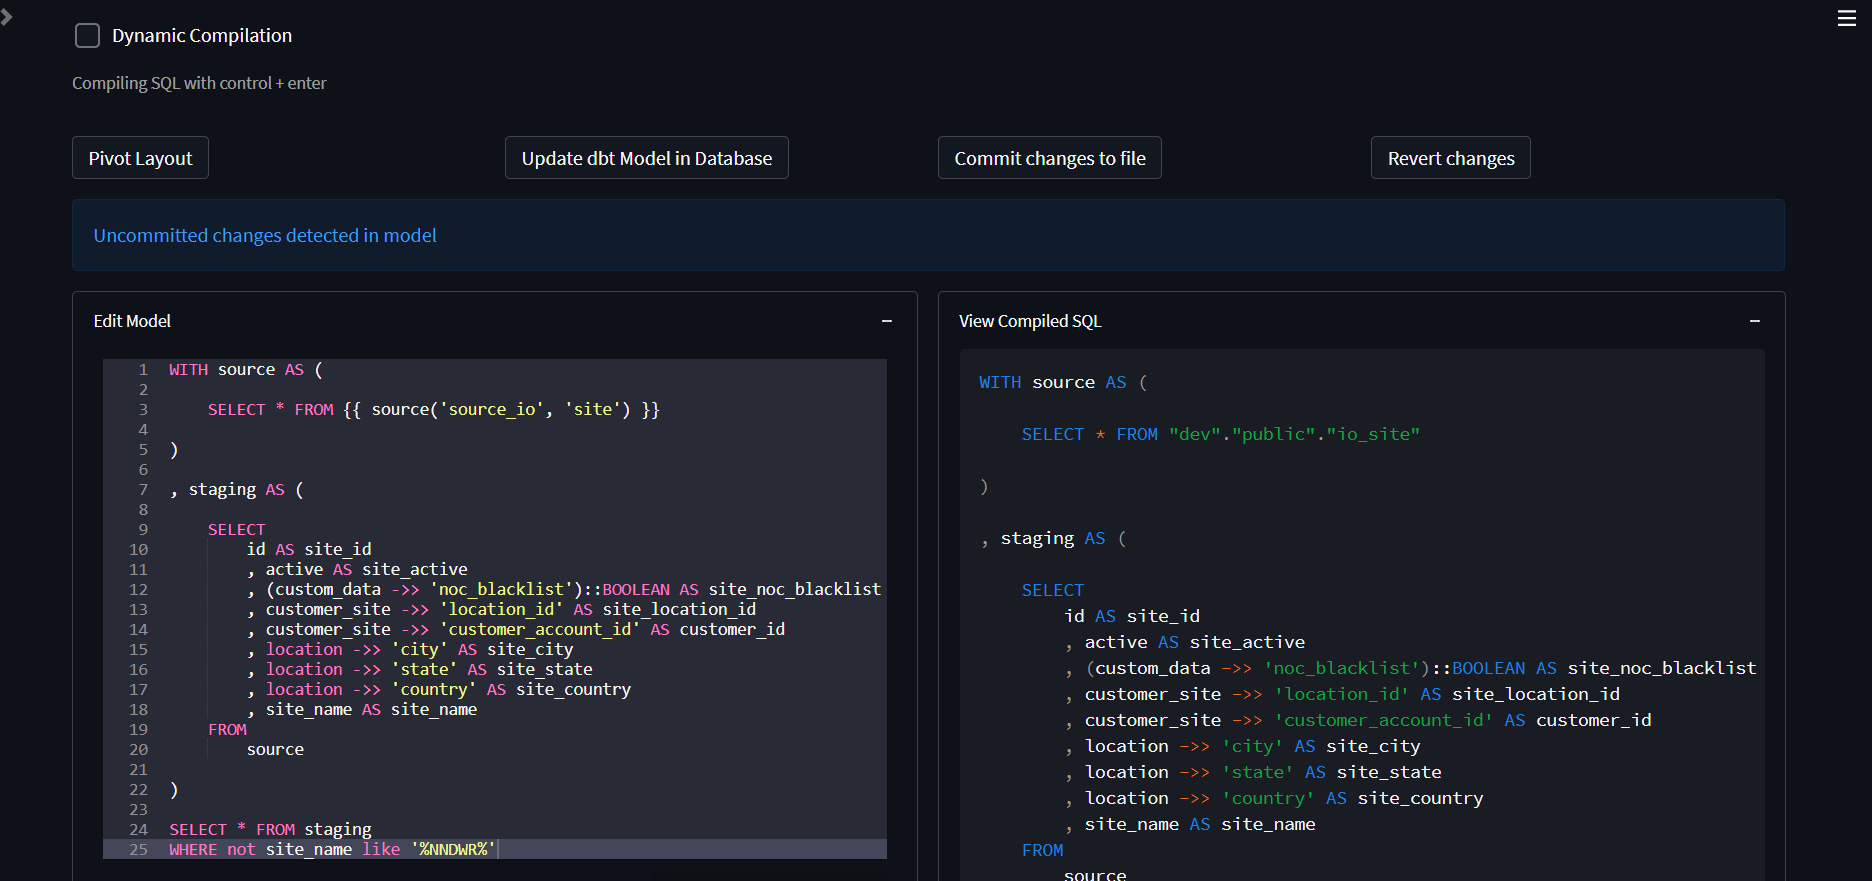 Dynamic Compilation
Compiling SQL with control + enter
Pivot Layout
Update dbt Model in Database
Commit changes to file
Revert changes
Uncommitted changes detected in model
Edit Model
1 WITH source AS (
2
3 SELECT * FROM {{ source('source_io', 'site') }}
4
5 )
6
7 , staging AS (
8
9 SELECT
10 id AS site_id
11 , active AS site_active
12 , (custom_data ->> 'noc_blacklist')::BOOLEAN AS site_noc_blacklist
13 , customer_site ->> 'location_id' AS site_location_id
14 , customer_site ->> 'customer_account_id' AS customer_id
15 , location ->> 'city' AS site_city
16 , location ->> 'state' AS site_state
17 , location ->> 'country' AS site_country
18 , site_name AS site_name
19 FROM
20 source
21
22 )
23
24 SELECT * FROM staging
25 WHERE not site_name like '%NNDWR%'
View Compiled SQL
WITH source AS (
SELECT * FROM "dev"."public"."io_site"
)
, staging AS (
SELECT
id AS site_id
, active AS site_active
, (custom_data ->> 'noc_blacklist')::BOOLEAN AS site_noc_blacklist
, customer_site ->> 'location_id' AS site_location_id
, customer_site ->> 'customer_account_id' AS customer_id
, location ->> 'city' AS site_city
, location ->> 'state' AS site_state
, location ->> 'country' AS site_country
, site_name AS site_name
FROM
source